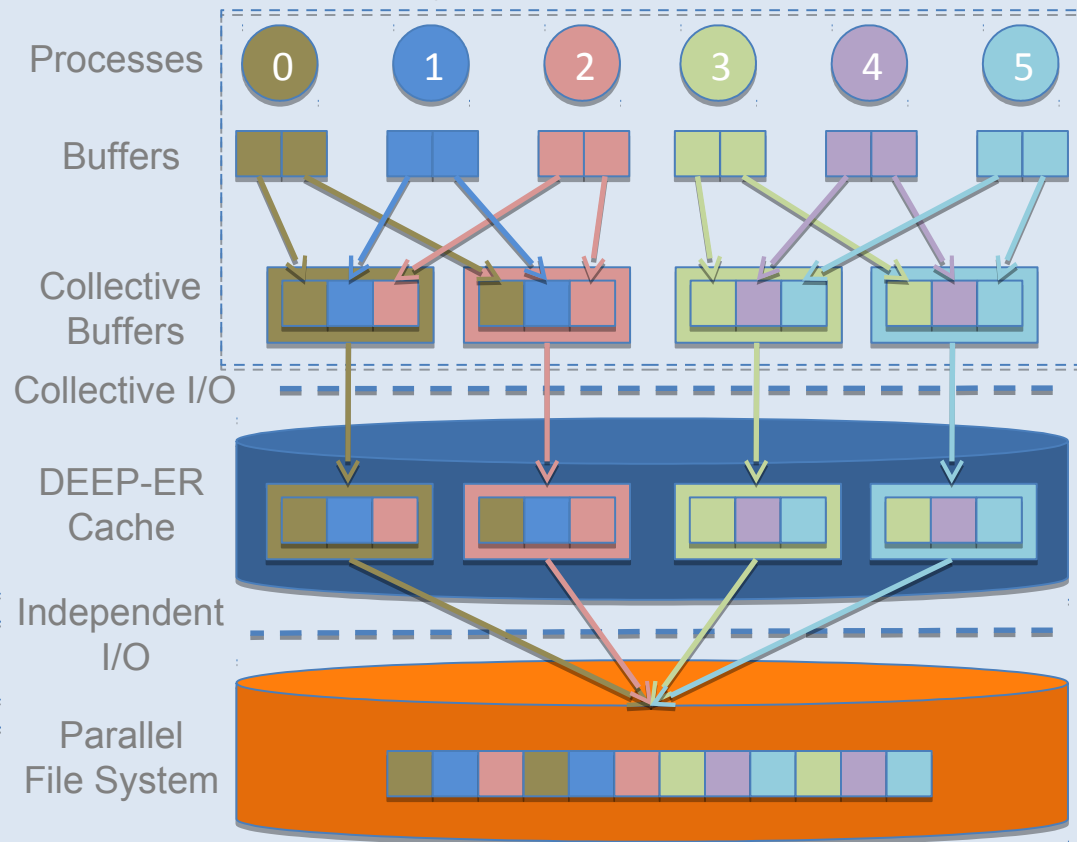 Processes
0 1 2 3 4 5
Buffers
Collective
Buffers
Collective I/O
DEEP-ER
Cache
Independent
I/O
Parallel
File System